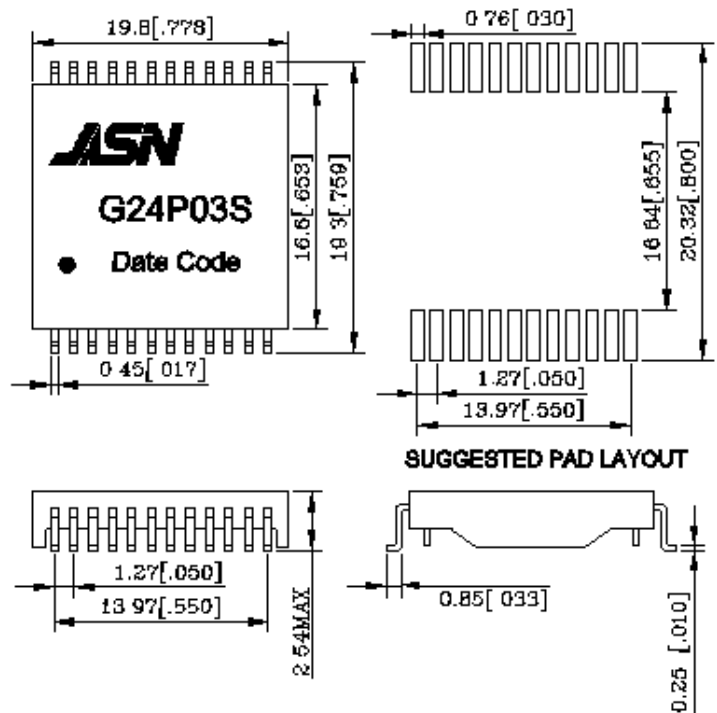 19.8[.778]
0 76[ 030]
G24P03S
Date Code
16.6[.653]
19 3[.759]
16 64[.655]
20.32[.800]
0 45[ 017]
1.27[.050]
13.97[.550]
SUGGESTED PAD LAYOUT
1.27[.050]
13 97[.550]
2 54MAX
0.85[ 033]
0.25 [.010]